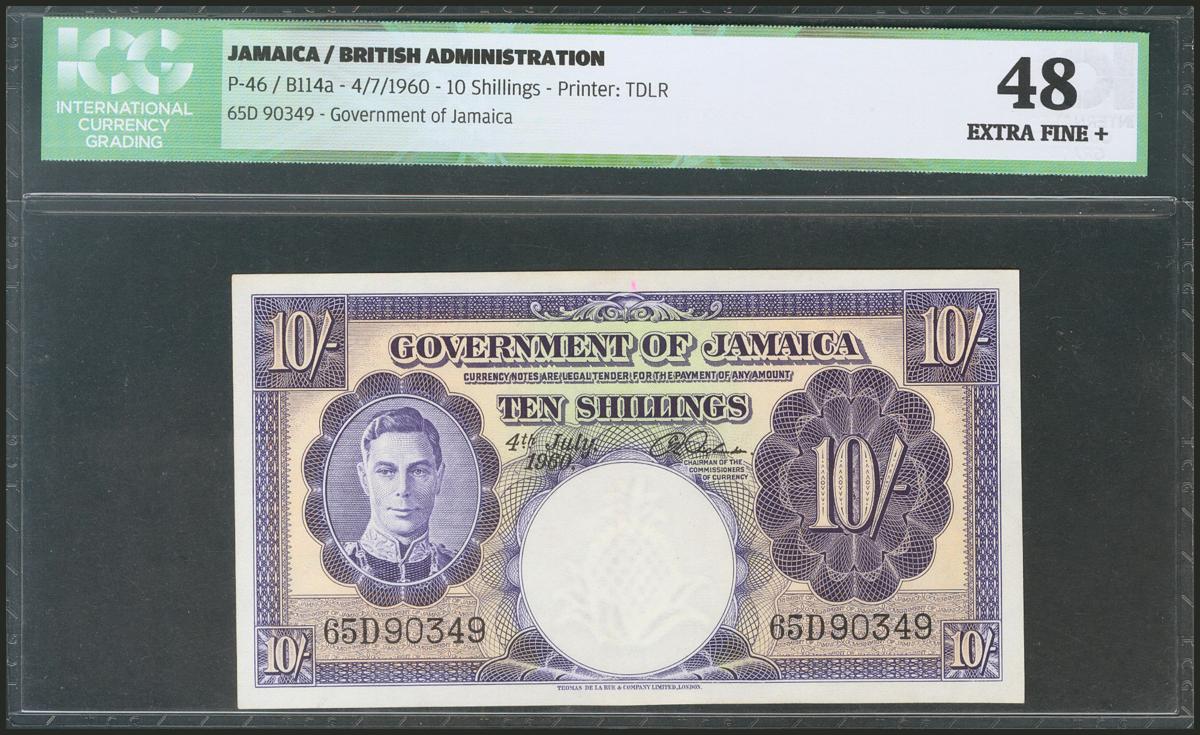 ICG
INTERNATIONAL
CURRENCY
GRADING
JAMAICA / BRITISH ADMINISTRATION
P-46 / B114a - 4/7/1960 - 10 Shillings - Printer: TDLR
65D 90349 - Government of Jamaica
48
EXTRA FINE +
10/- 10/-
GOVERNMENT OF JAMAICA
CURRENCY NOTES ARE LEGAL TENDER FOR THE PAYMENT OF ANY AMOUNT
TEN SHILLINGS
4th July
1960.
CHAIRMAN OF THE
COMMISSIONERS
OF CURRENCY
10/-
65D90349 65D90349
10/- 10/-
THOMAS DE LA RUE & COMPANY LIMITED, LONDON.